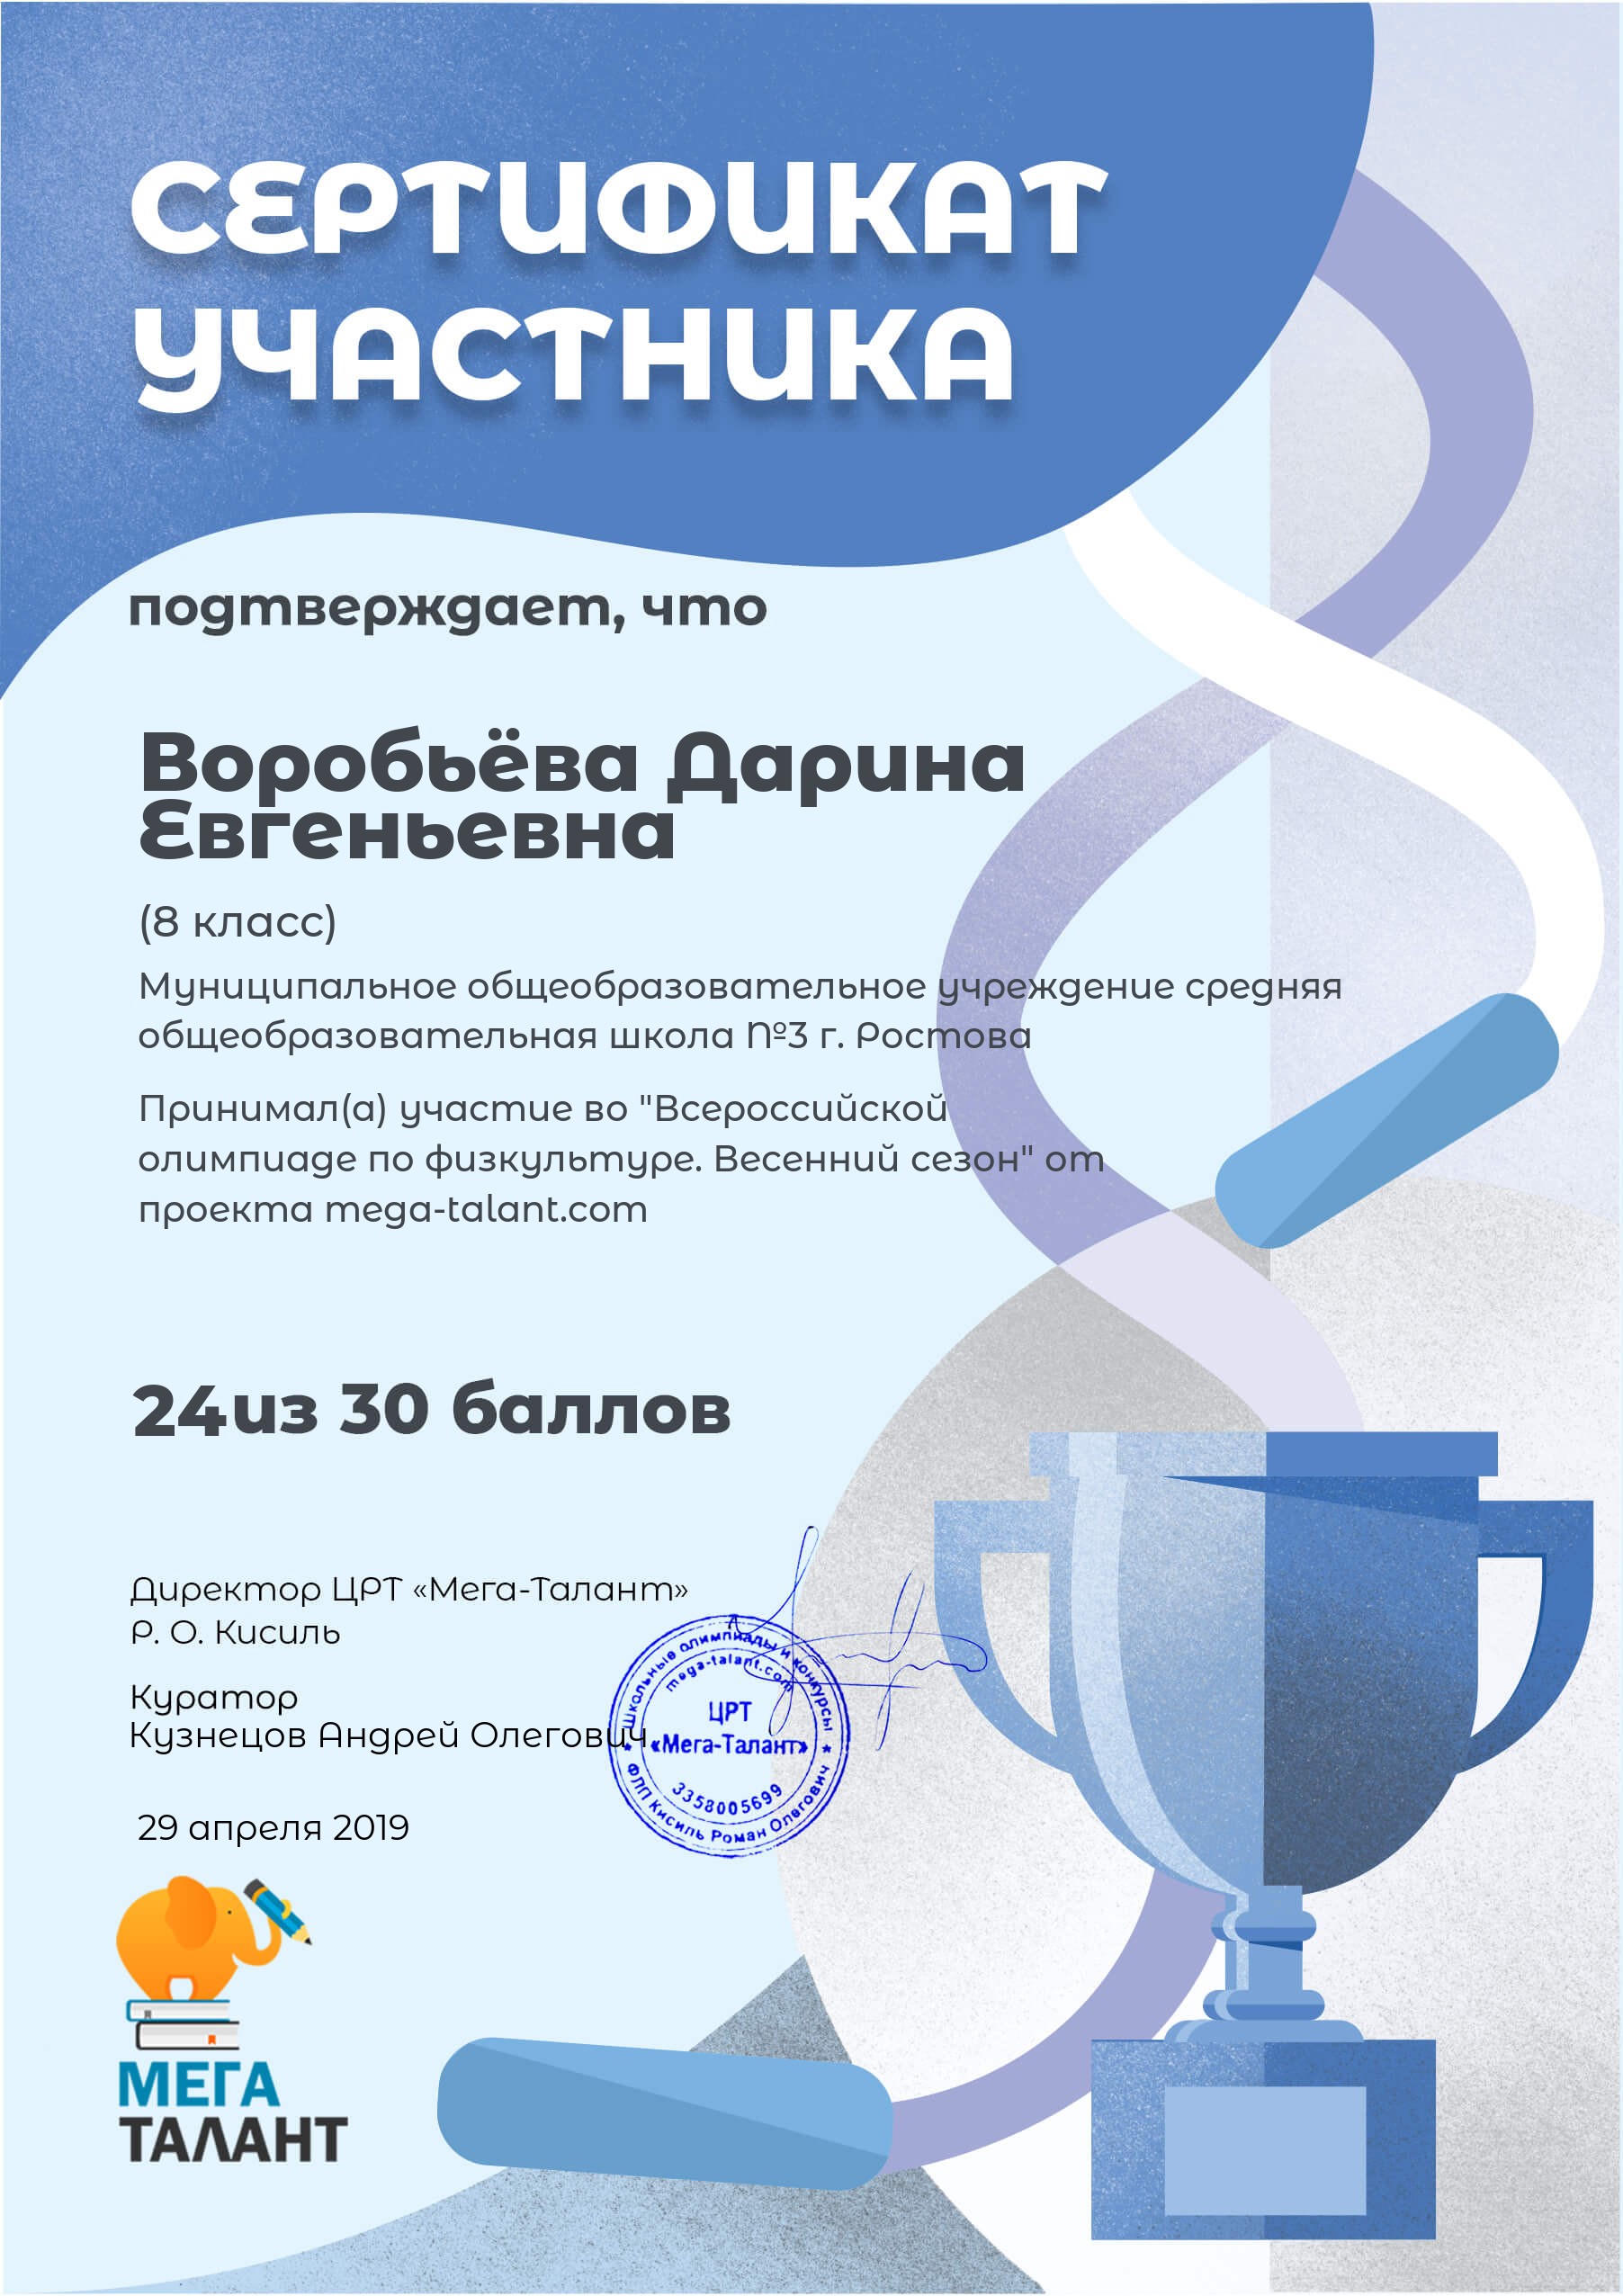 СЕРТИФИКАТ
УЧАСТНИКА
подтверждает, что
Воробьёва Дарина
Евгеньевна
(8 класс)
Муниципальное общеобразовательное учреждение средняя
общеобразовательная школа №3 г. Ростова
Принимал(а) участие во "Всероссийской
олимпиаде по физкультуре. Весенний сезон" от
проекта mega-talant.com
24из 30 баллов
Директор ЦРТ «Мега-Талант»
Р. О. Кисиль
Куратор
Кузнецов Андрей Олегович
Школьные олимпиады и конкурсы
mega-talant.com
ЦРТ
«Мега-Талант»
3358005699
* ФЛП Кисиль Роман Олегович *
29 апреля 2019
МЕГА
ТАЛАНТ